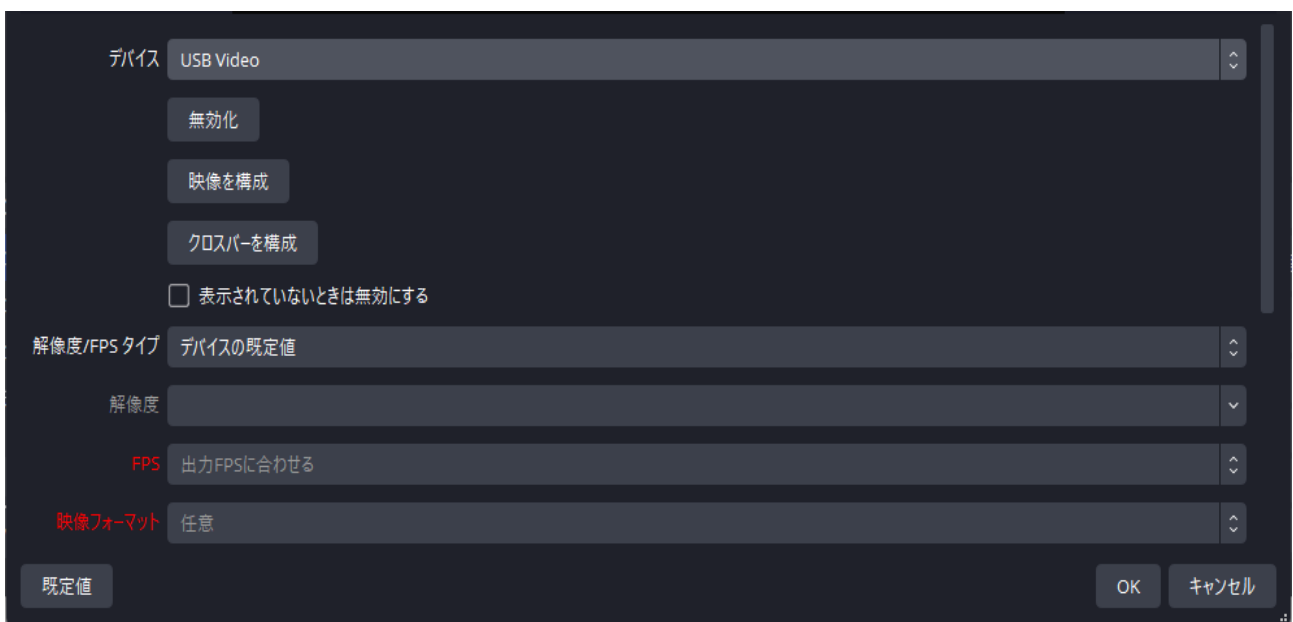 デバイス USB Video
無効化
映像を構成
クロスバーを構成
表示されていないときは無効にする
解像度/FPS タイプ デバイスの既定値
解像度
FPS 出力FPSに合わせる
映像フォーマット 任意
既定値 OK キャンセル